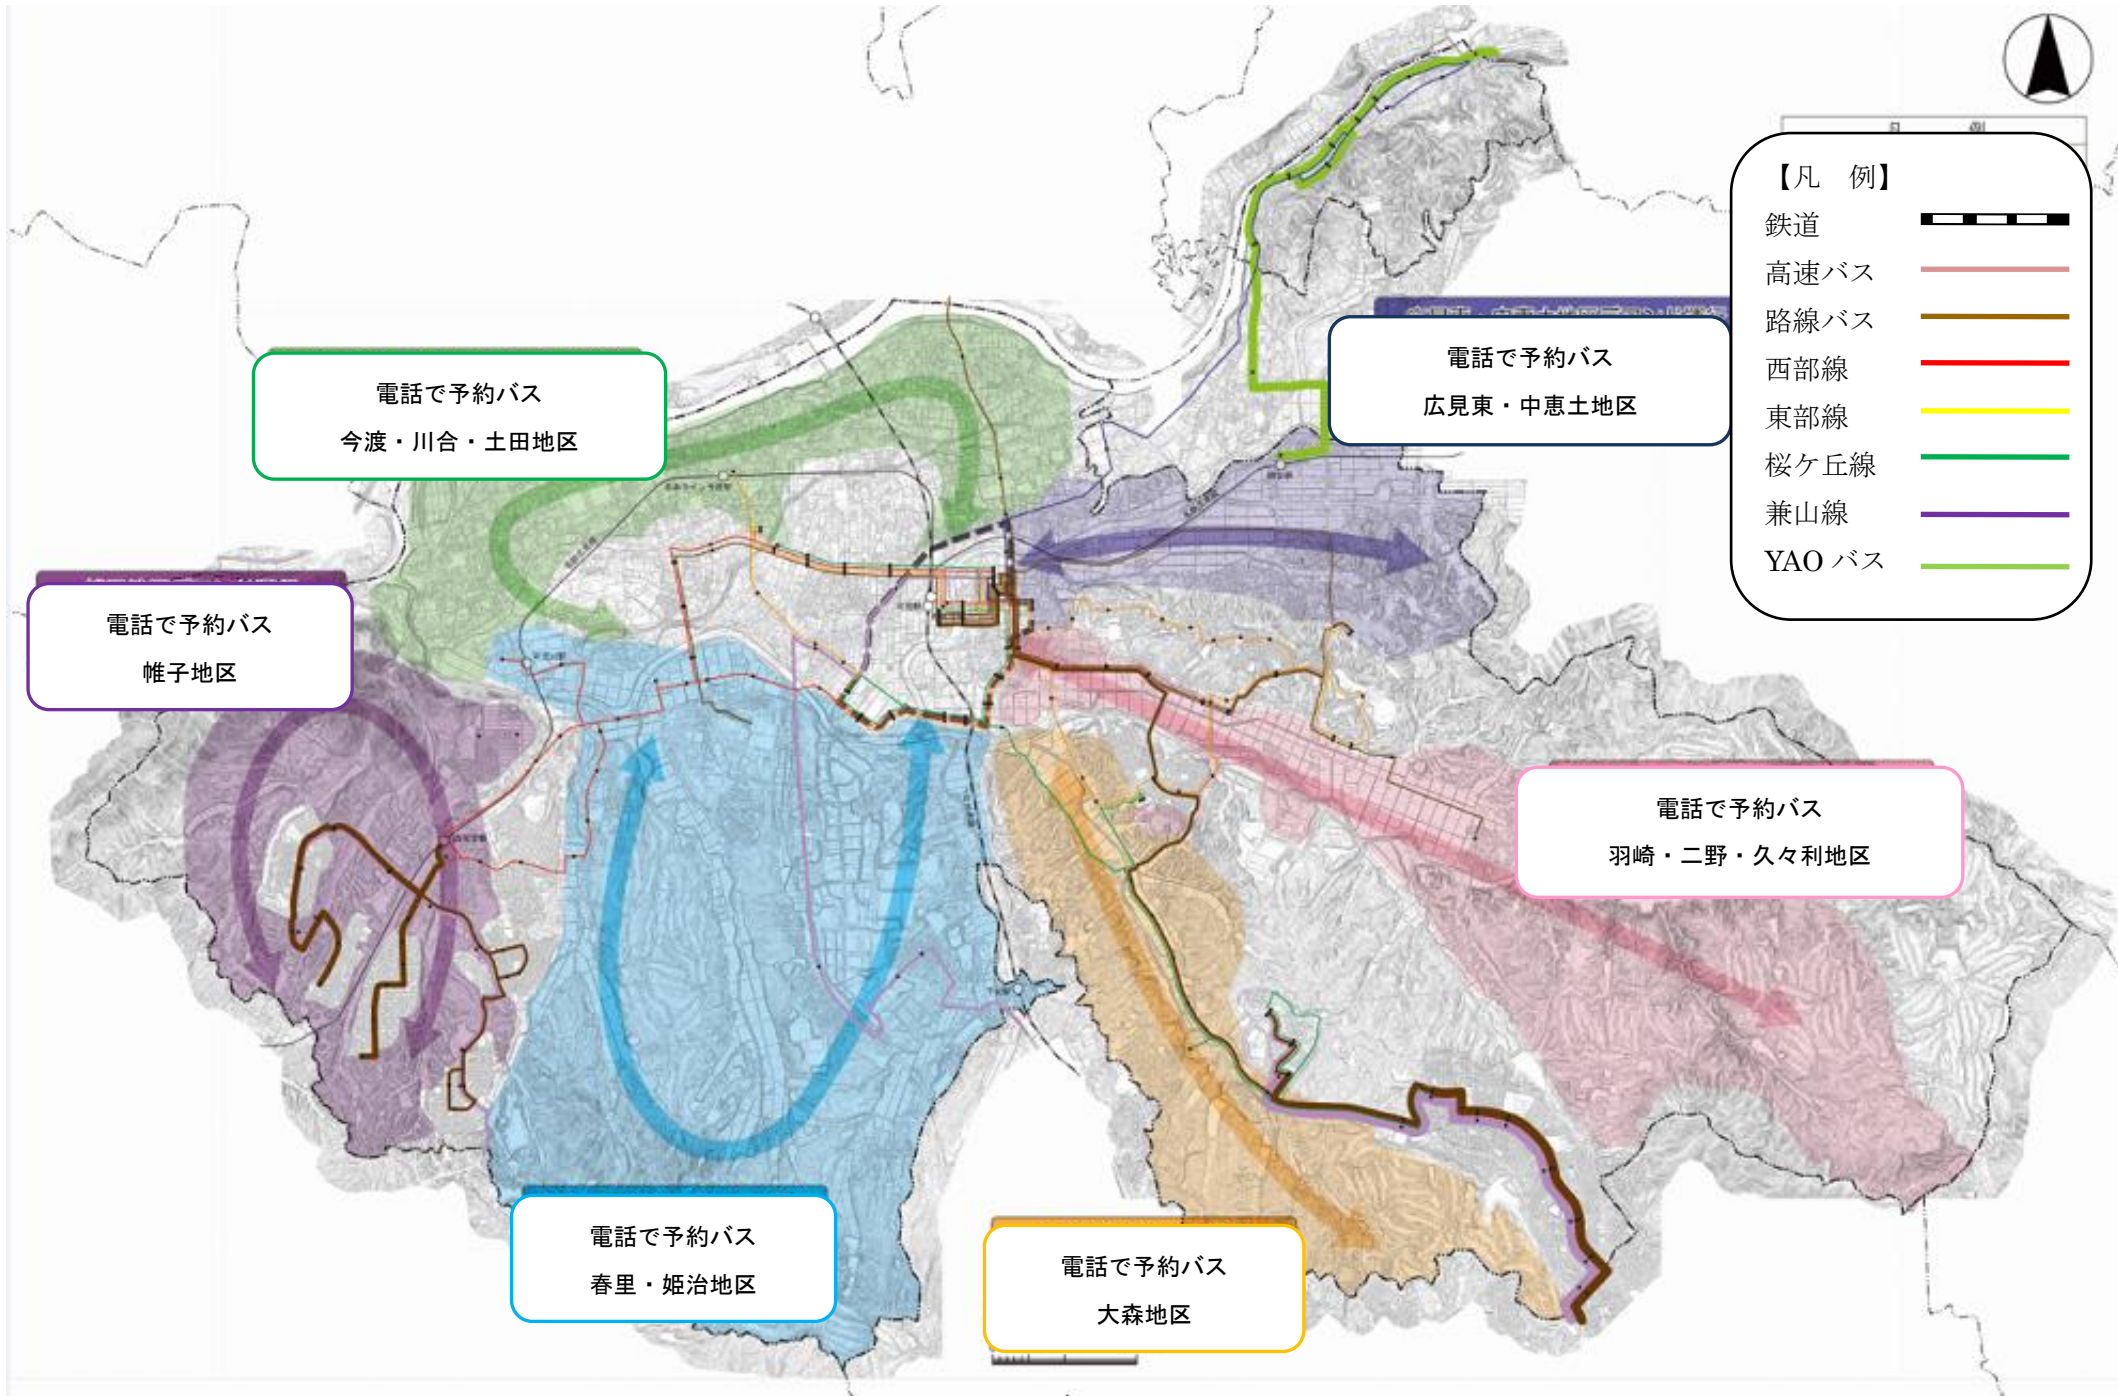 【凡　例】
鉄道
高速バス
路線バス
西部線
東部線
桜ケ丘線
兼山線
YAO バス
電話で予約バス
広見東・中恵土地区
電話で予約バス
今渡・川合・土田地区
電話で予約バス
帷子地区
電話で予約バス
羽崎・二野・久々利地区
電話で予約バス
春里・姫治地区
電話で予約バス
大森地区